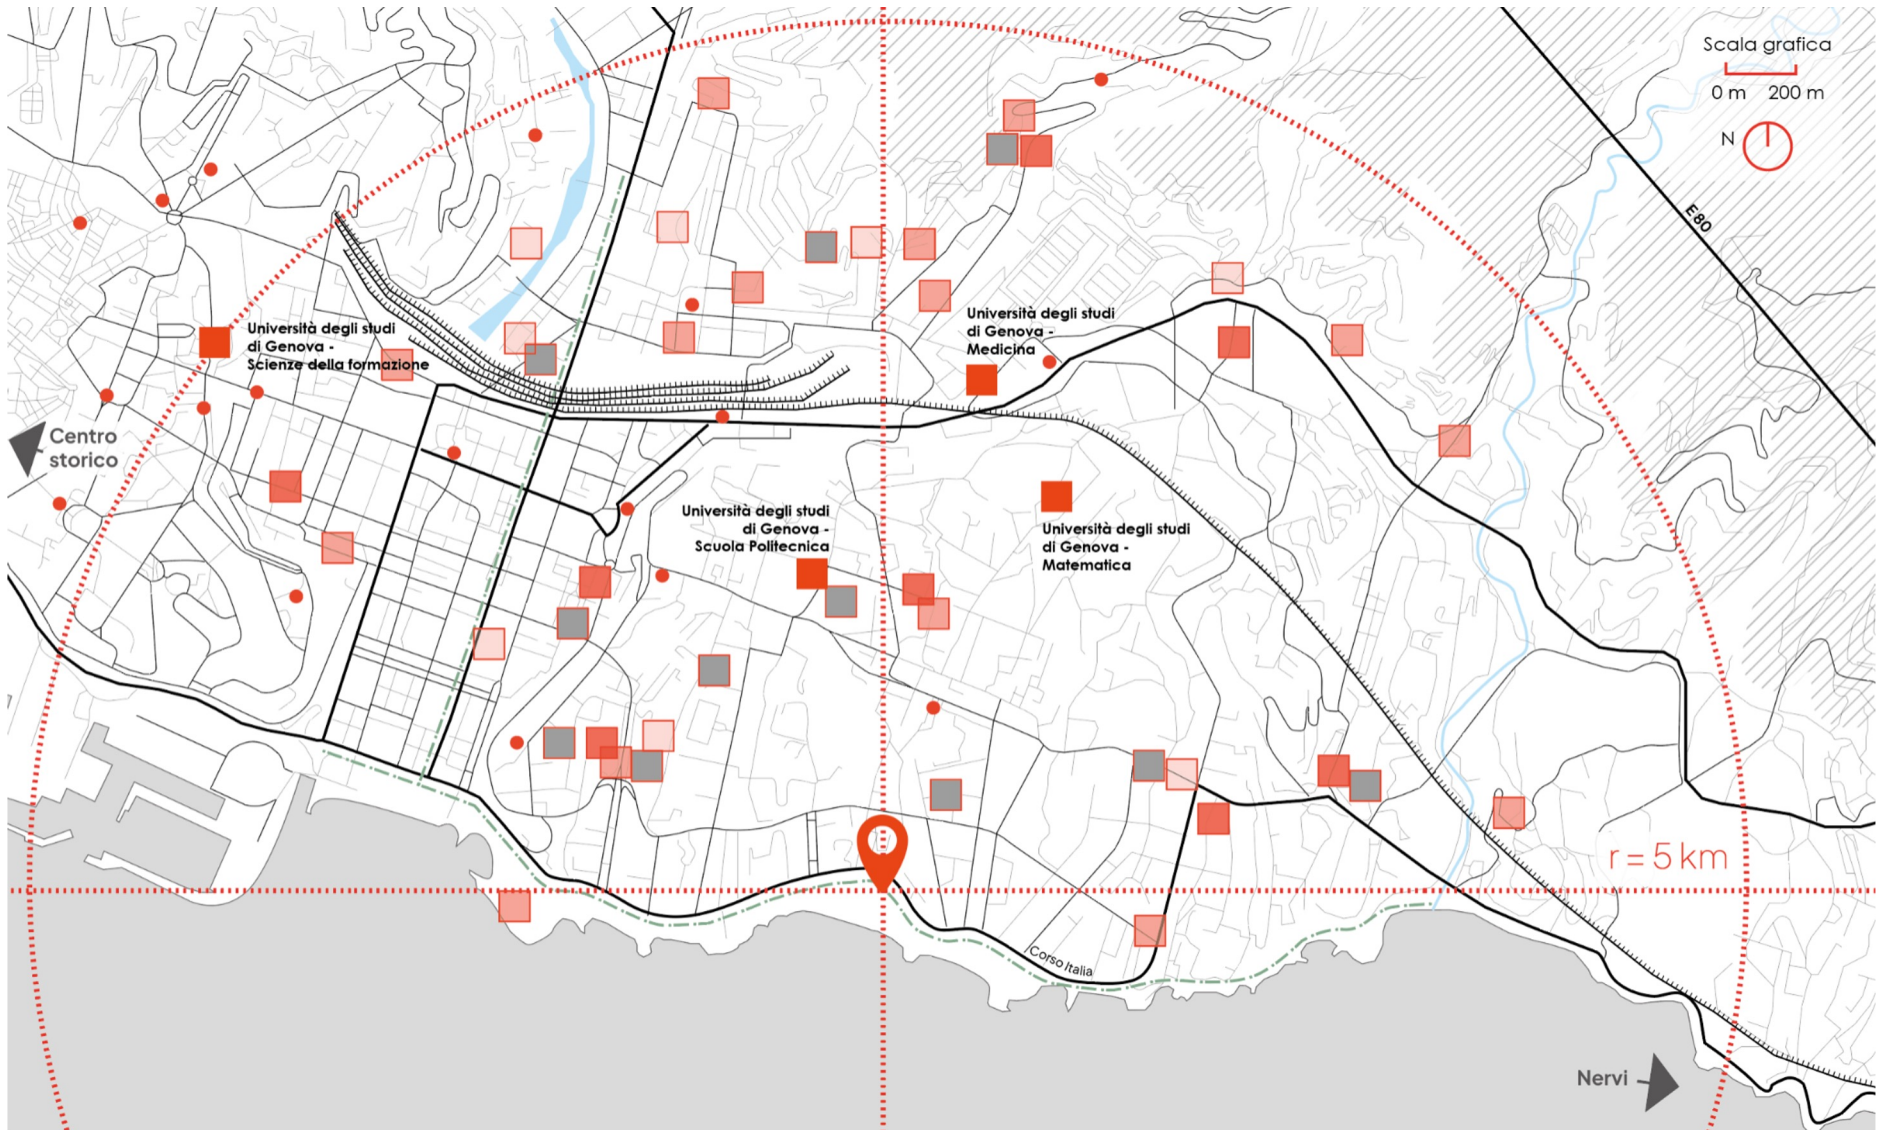 Scala grafica
0 m 200 m
N
E 80
Università degli studi
di Genova -
Medicina
Università degli studi
di Genova -
Scienze della formazione
Centro
storico
Università degli studi
di Genova -
Scuola Politecnica
Università degli studi
di Genova -
Matematica
r = 5 km
Corso Italia
Nervi